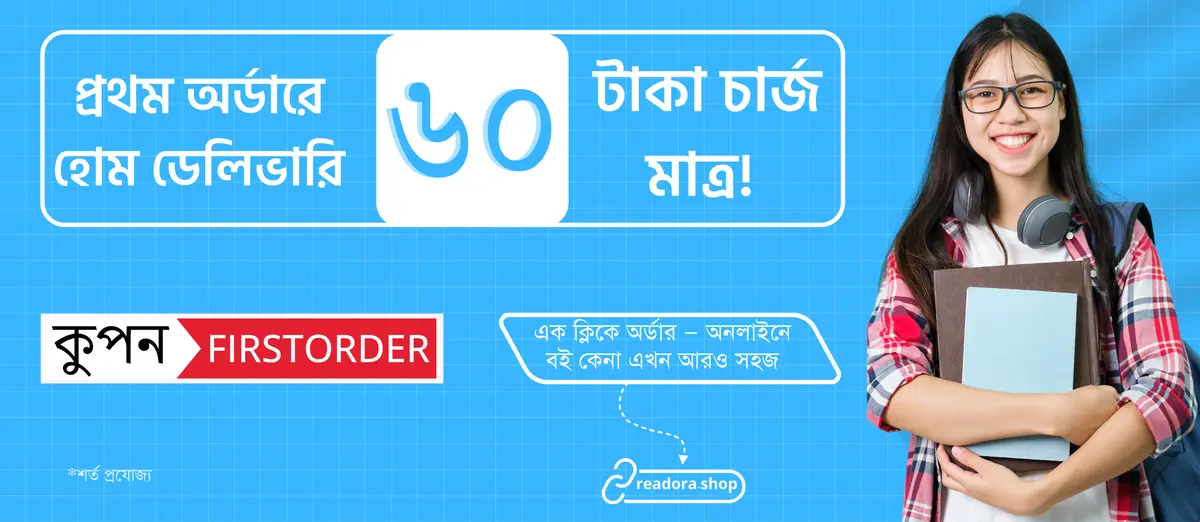 প্রথম অর্ডারে
হোম ডেলিভারি
৬০
টাকা চার্জ
মাত্র!
কুপন
FIRSTORDER
এক ক্লিকে অর্ডার – অনলাইনে
বই কেনা এখন আরও সহজ
*শর্ত প্রযোজ্য
readora.shop